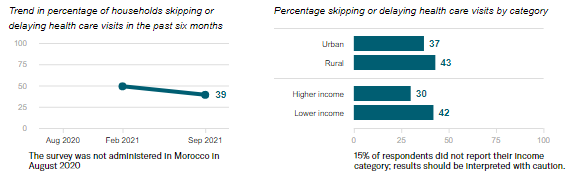 Trend in percentage of households skipping or
delaying health care visits in the past six months
100
75
50
25
0
39
Aug 2020 Feb 2021 Sep 2021
The survey was not administered in Morocco in
August 2020
Percentage skipping or delaying health care visits by category
Urban 37
Rural 43
Higher income 30
Lower income 42
0 25 50 75 100
15% of respondents did not report their income
category; results should be interpreted with caution.